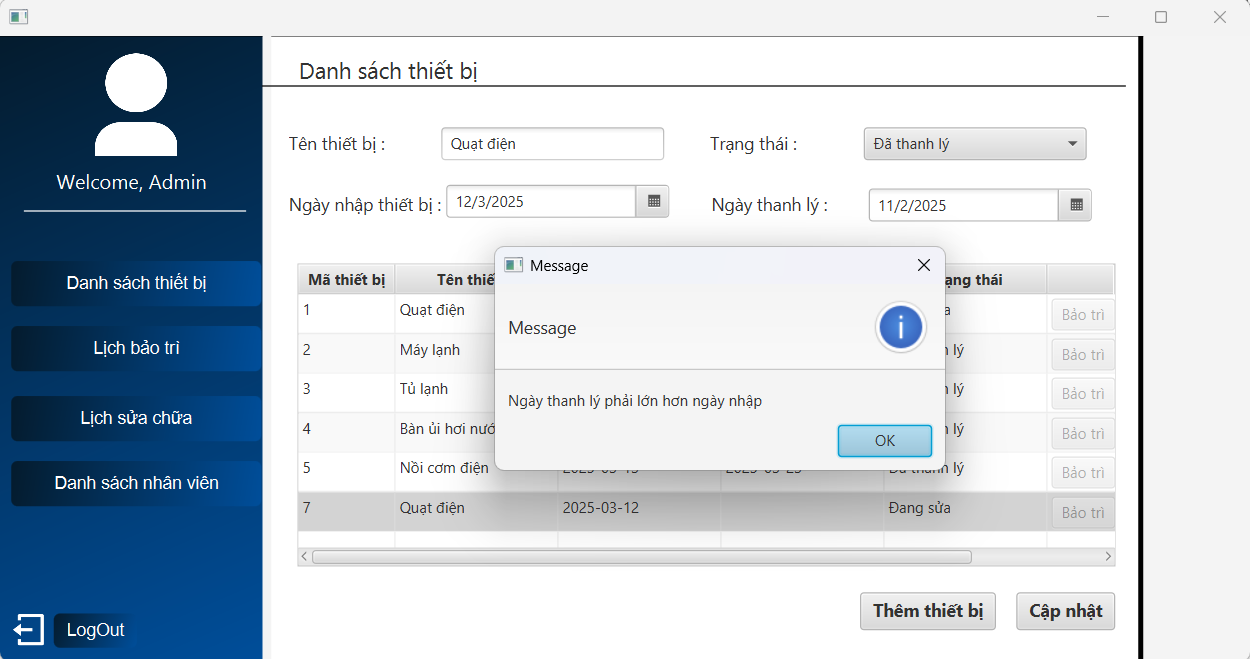 Welcome, Admin
Danh sách thiết bị
Lịch bảo trì
Lịch sửa chữa
Danh sách nhân viên
LogOut
Danh sách thiết bị
Tên thiết bị : Quạt điện Trạng thái : Đã thanh lý
Ngày nhập thiết bị : 12/3/2025 Ngày thanh lý : 11/2/2025
Mã thiết bị Tên thiế ạng thái
1 Quạt điện a Bảo trì
2 Máy lạnh h lý Bảo trì
3 Tủ lạnh h lý Bảo trì
4 Bàn ủi hơi nướ h lý Bảo trì
5 Nồi cơm điện Bảo trì
7 Quạt điện 2025-03-12 Đang sửa Bảo trì
Message
Message
Ngày thanh lý phải lớn hơn ngày nhập
OK
Thêm thiết bị Cập nhật